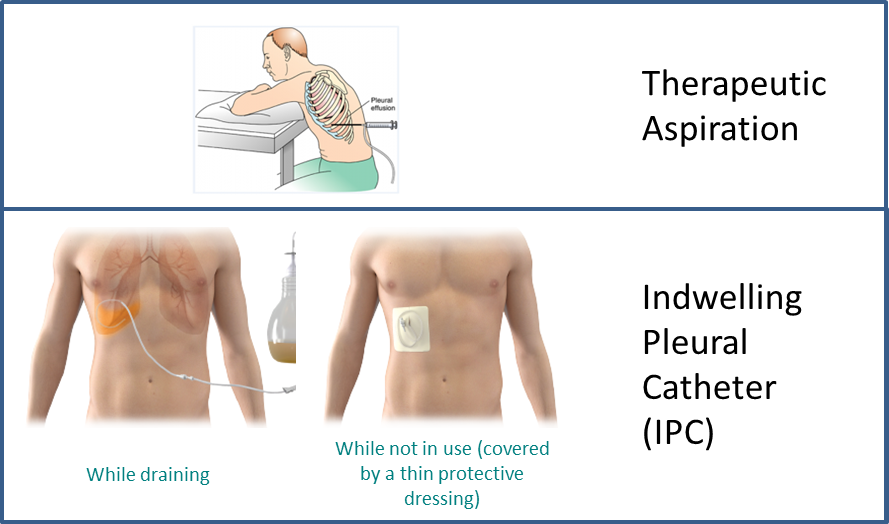 Pleural
effusion
Therapeutic
Aspiration
While draining
While not in use (covered
by a thin protective
dressing)
Indwelling
Pleural
Catheter
(IPC)